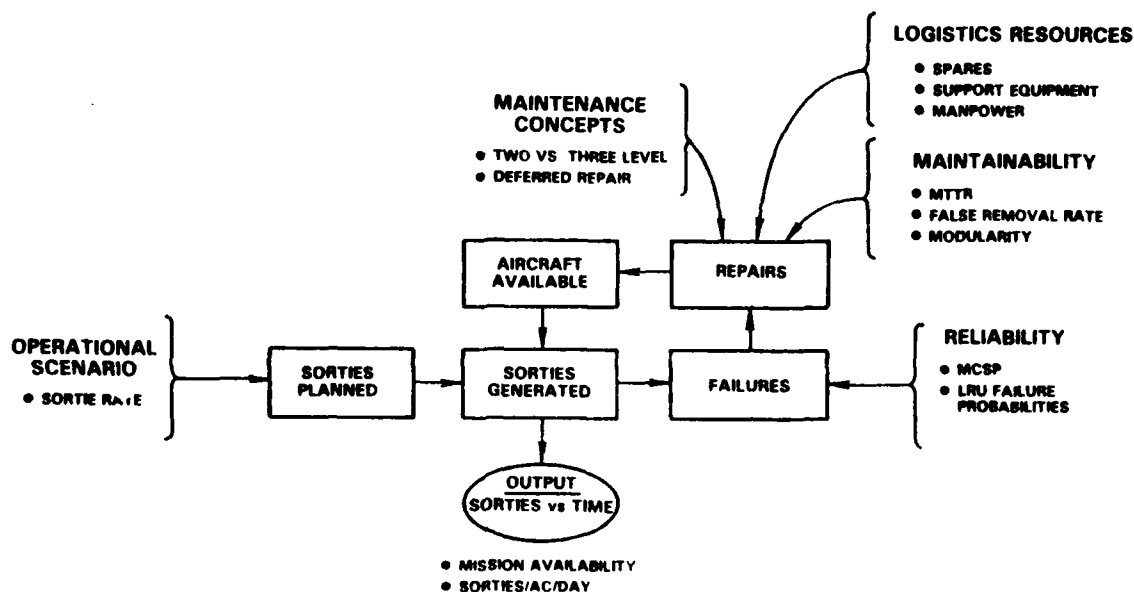 LOGISTICS RESOURCES
• SPARES
• SUPPORT EQUIPMENT
• MANPOWER
MAINTENANCE
CONCEPTS
• TWO VS THREE LEVEL
• DEFERRED REPAIR
MAINTAINABILITY
• MTTR
• FALSE REMOVAL RATE
• MODULARITY
AIRCRAFT
AVAILABLE
REPAIRS
OPERATIONAL
SCENARIO
• SORTIE RATE
SORTIES
PLANNED
SORTIES
GENERATED
FAILURES
RELIABILITY
• MCSP
• LRU FAILURE
PROBABILITIES
OUTPUT
SORTIES vs TIME
• MISSION AVAILABILITY
• SORTIES/AC/DAY